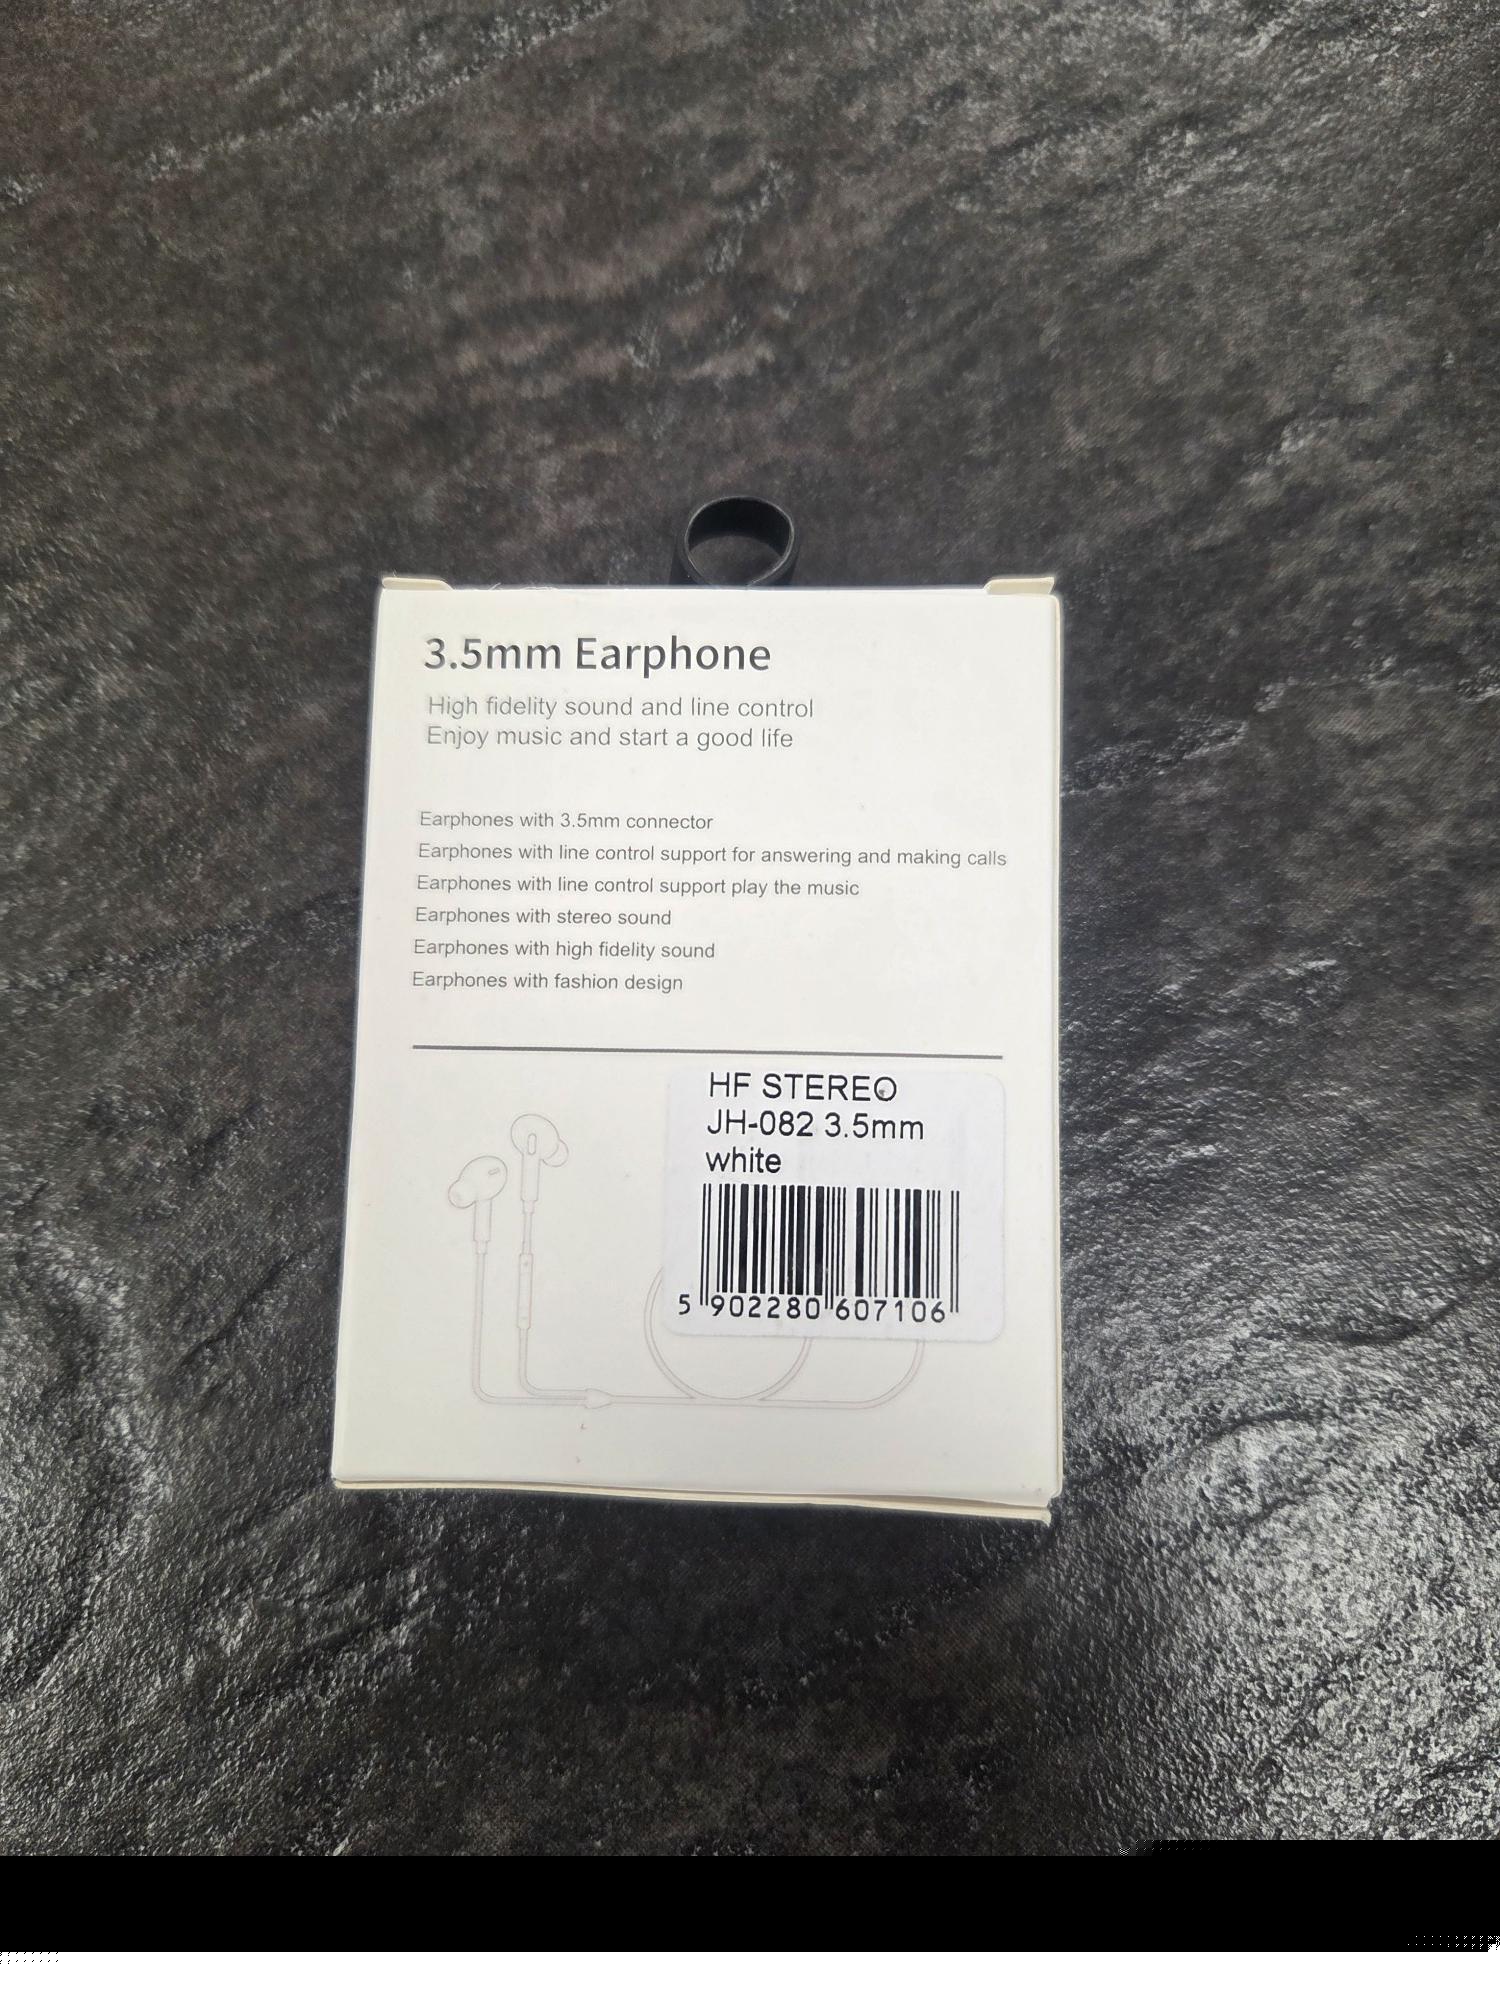 3.5mm Earphone
High fidelity sound and line control
Enjoy music and start a good life
Earphones with 3.5mm connector
Earphones with line control support for answering and making calls
Earphones with line control support play the music
Earphones with stereo sound
Earphones with high fidelity sound
Earphones with fashion design
HF STEREO
JH-082 3.5mm
white
5 902280 607106